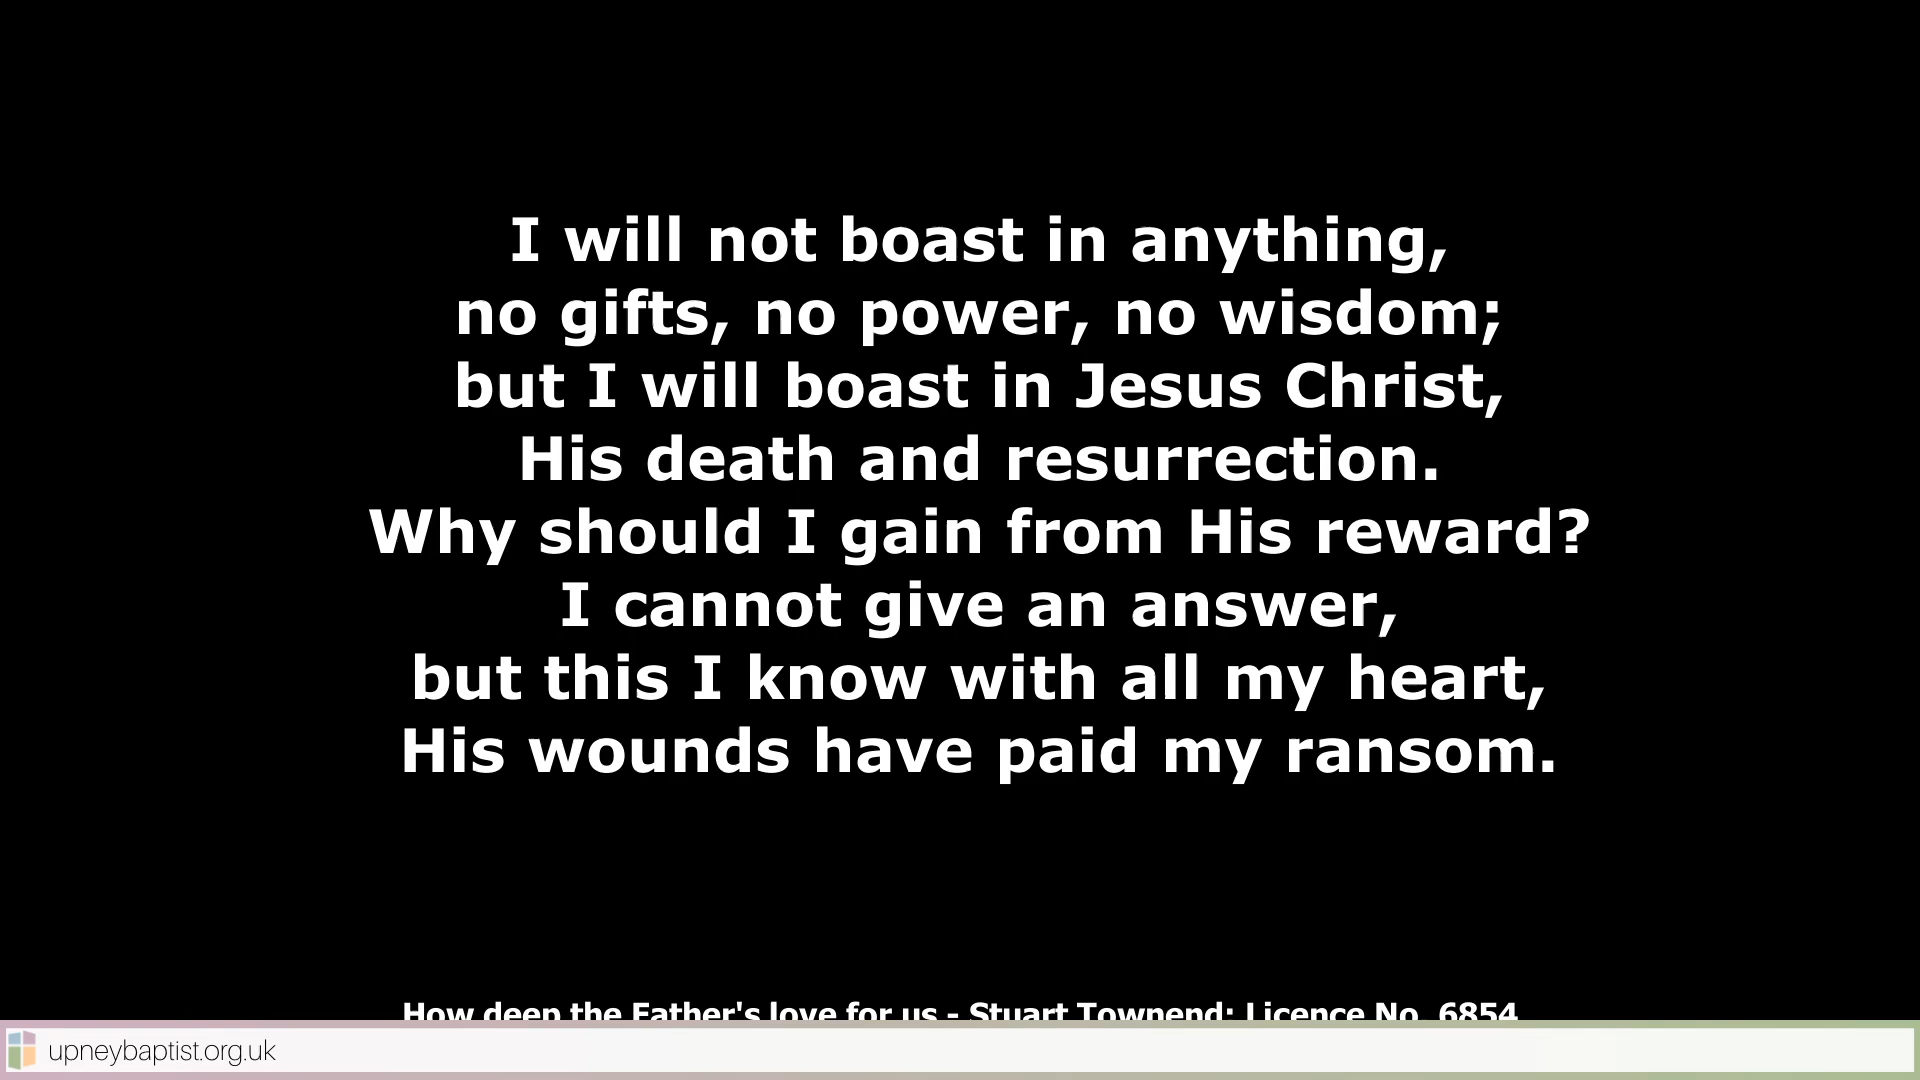 I will not boast in anything,
no gifts, no power, no wisdom;
but I will boast in Jesus Christ,
His death and resurrection.
Why should I gain from His reward?
I cannot give an answer,
but this I know with all my heart,
His wounds have paid my ransom.
How deep the Father's love for us - Stuart Townend: Licence No. 6854
upneybaptist.org.uk